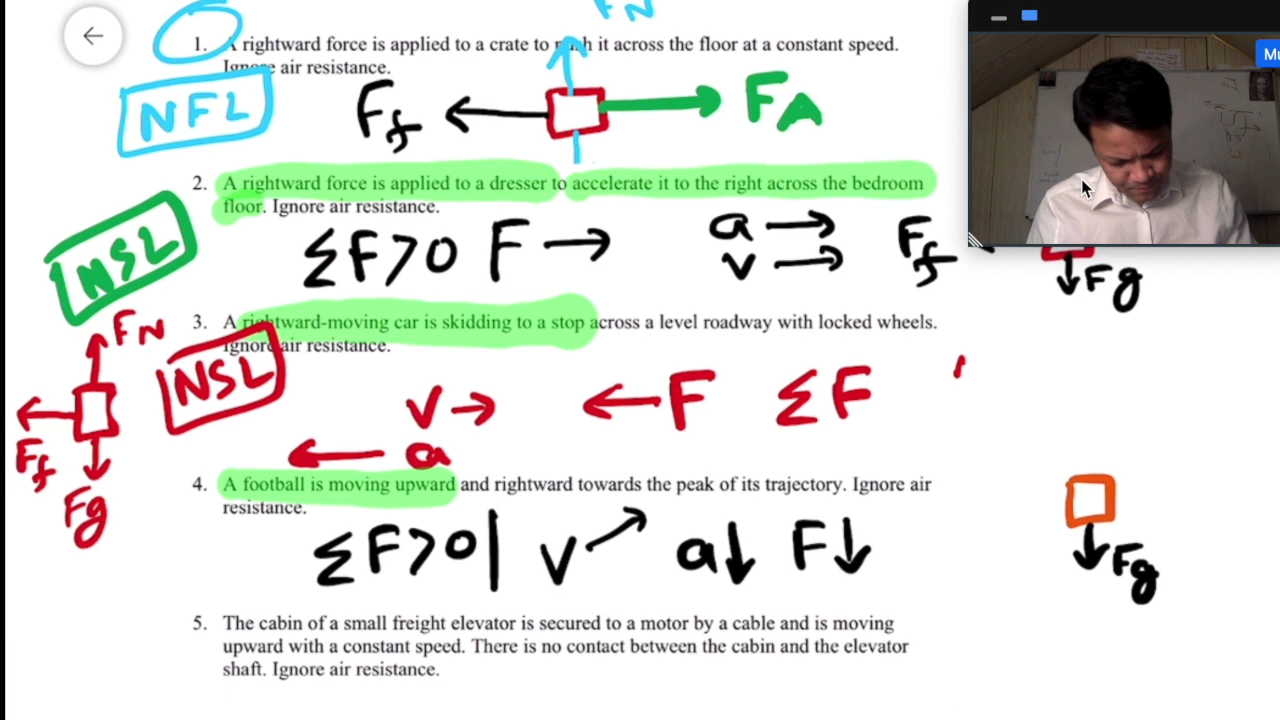 FN
1. A rightward force is applied to a crate to push it across the floor at a constant speed.
Ignore air resistance.
NFL
Ff
FA
2. A rightward force is applied to a dresser to accelerate it to the right across the bedroom
floor. Ignore air resistance.
NSL
ΣF>0 F→ a→
v→
Ff
Fg
3. A rightward-moving car is skidding to a stop across a level roadway with locked wheels.
Ignore air resistance.
FN
NSL
v→ ←F ΣF
←a
Ff
Fg
4. A football is moving upward and rightward towards the peak of its trajectory. Ignore air
resistance.
ΣF>0| v↗ a↓ F↓
Fg
5. The cabin of a small freight elevator is secured to a motor by a cable and is moving
upward with a constant speed. There is no contact between the cabin and the elevator
shaft. Ignore air resistance.